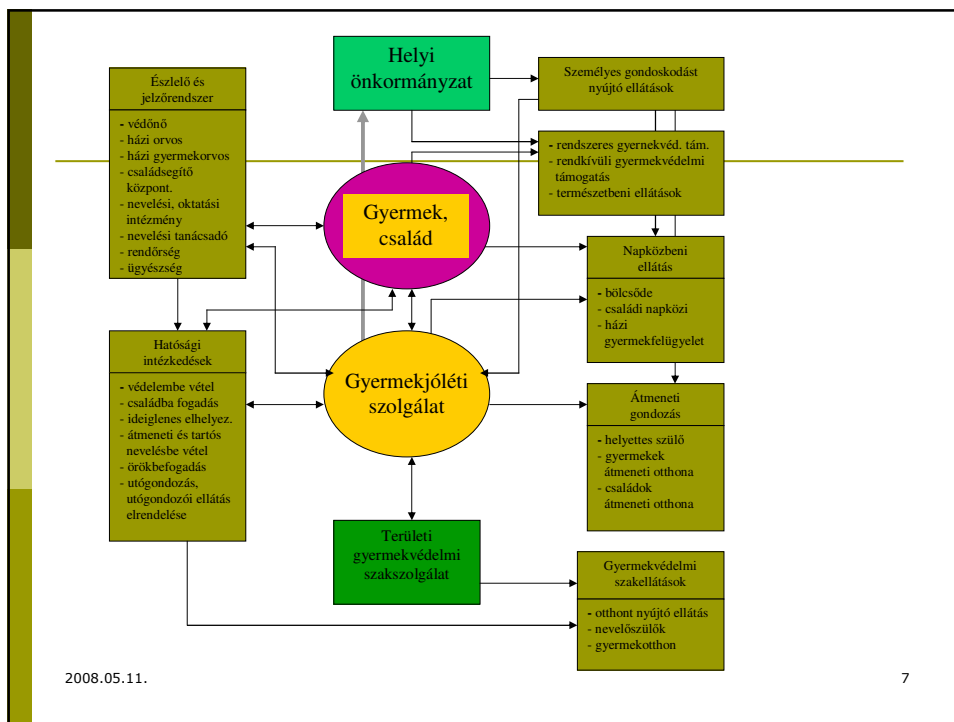 Helyi
önkormányzat
Észlelő és
jelzőrendszer
- védőnő
- házi orvos
- házi gyermekorvos
- családsegítő
központ.
- nevelési, oktatási
intézmény
- nevelési tanácsadó
- rendőrség
- ügyészség
Személyes gondoskodást
nyújtó ellátások
- rendszeres gyernekvéd. tám.
- rendkívüli gyermekvédelmi
támogatás
- természetbeni ellátások
Gyermek,
család
Napközbeni
ellátás
- bölcsőde
- családi napközi
- házi
gyermekfelügyelet
Hatósági
intézkedések
- védelembe vétel
- családba fogadás
- ideiglenes elhelyez.
- átmeneti és tartós
nevelésbe vétel
- örökbefogadás
- utógondozás,
utógondozói ellátás
elrendelése
Gyermekjóléti
szolgálat
Átmeneti
gondozás
- helyettes szülő
- gyermekek
átmeneti otthona
- családok
átmeneti otthona
Területi
gyermekvédelmi
szakszolgálat
Gyermekvédelmi
szakellátások
- otthont nyújtó ellátás
- nevelőszülők
- gyermekotthon
2008.05.11.
7